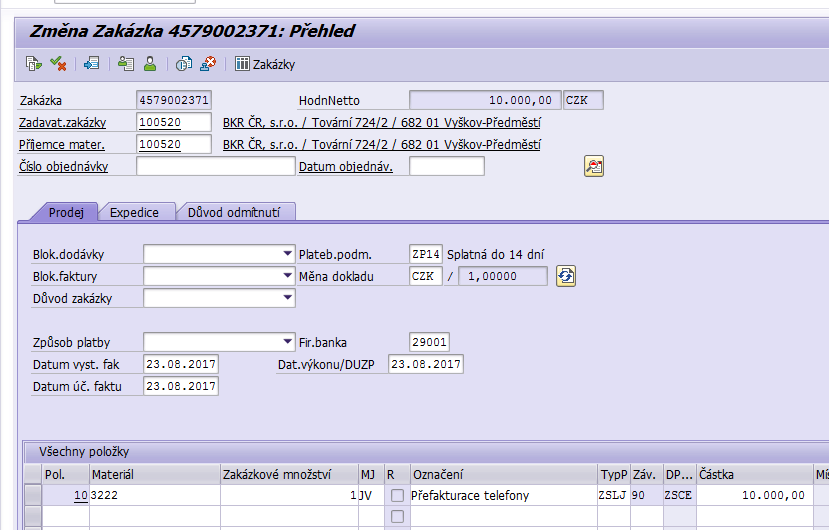 Změna Zakázka 4579002371: Přehled
Zakázky
Zakázka 4579002371 HodnNetto 10.000,00 CZK
Zadavat.zakázky 100520 BKR ČR, s.r.o. / Tovární 724/2 / 682 01 Vyškov-Předměstí
Příjemce mater. 100520 BKR ČR, s.r.o. / Tovární 724/2 / 682 01 Vyškov-Předměstí
Číslo objednávky Datum objednáv.
Prodej Expedice Důvod odmítnutí
Blok.dodávky Plateb.podm. ZP14 Splatná do 14 dní
Blok.faktury Měna dokladu CZK / 1,00000
Důvod zakázky
Způsob platby Fir.banka 29001
Datum vyst. fak 23.08.2017 Dat.výkonu/DUZP 23.08.2017
Datum úč. faktu 23.08.2017
Všechny položky
Pol. Materiál Zakázkové množství MJ R Označení TypP Záv. DP... Částka Mís
10 3222 1 JV Přefakturace telefony ZSLJ 90 ZSCE 10.000,00